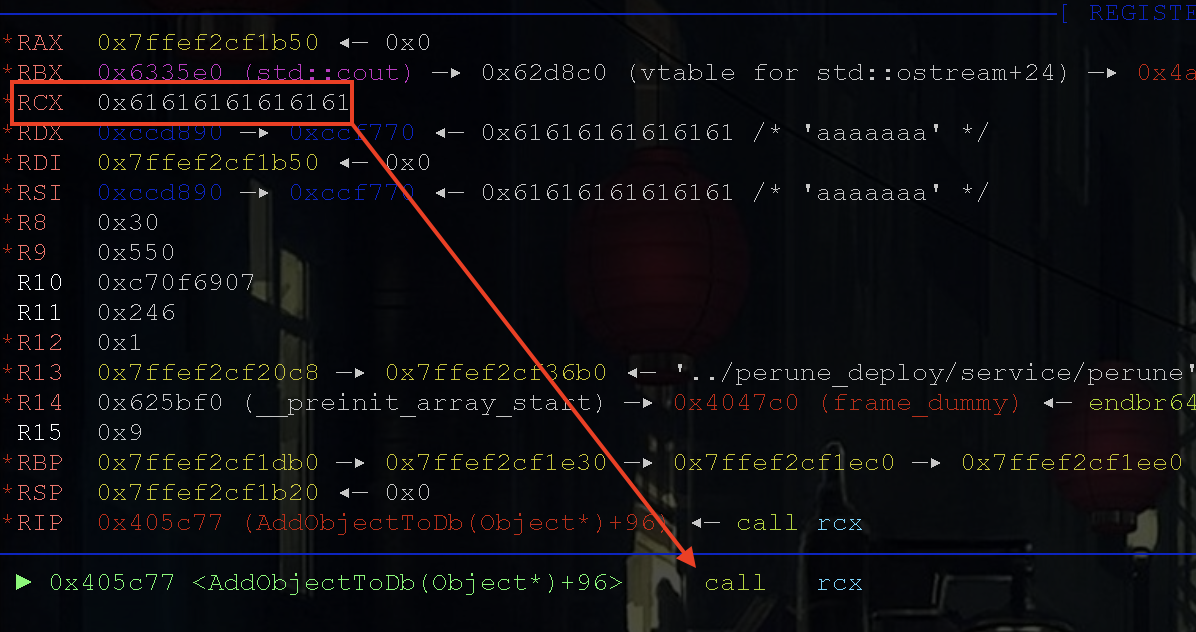 [ REGISTE
*RAX 0x7ffef2cf1b50 ◂— 0x0
*RBX 0x6335e0 (std::cout) —▸ 0x62d8c0 (vtable for std::ostream+24) —▸ 0x4a
*RCX 0x61616161616161
*RDX 0xccd890 —▸ 0xccf770 ◂— 0x61616161616161 /* 'aaaaaaa' */
*RDI 0x7ffef2cf1b50 ◂— 0x0
*RSI 0xccd890 —▸ 0xccf770 ◂— 0x61616161616161 /* 'aaaaaaa' */
*R8 0x30
*R9 0x550
R10 0xc70f6907
R11 0x246
*R12 0x1
*R13 0x7ffef2cf20c8 —▸ 0x7ffef2cf36b0 ◂— '../perune_deploy/service/perune'
*R14 0x625bf0 (__preinit_array_start) —▸ 0x4047c0 (frame_dummy) ◂— endbr64
R15 0x9
*RBP 0x7ffef2cf1db0 —▸ 0x7ffef2cf1e30 —▸ 0x7ffef2cf1ec0 —▸ 0x7ffef2cf1ee0
*RSP 0x7ffef2cf1b20 ◂— 0x0
*RIP 0x405c77 (AddObjectToDb(Object*)+96) ◂— call rcx
► 0x405c77 <AddObjectToDb(Object*)+96> call rcx